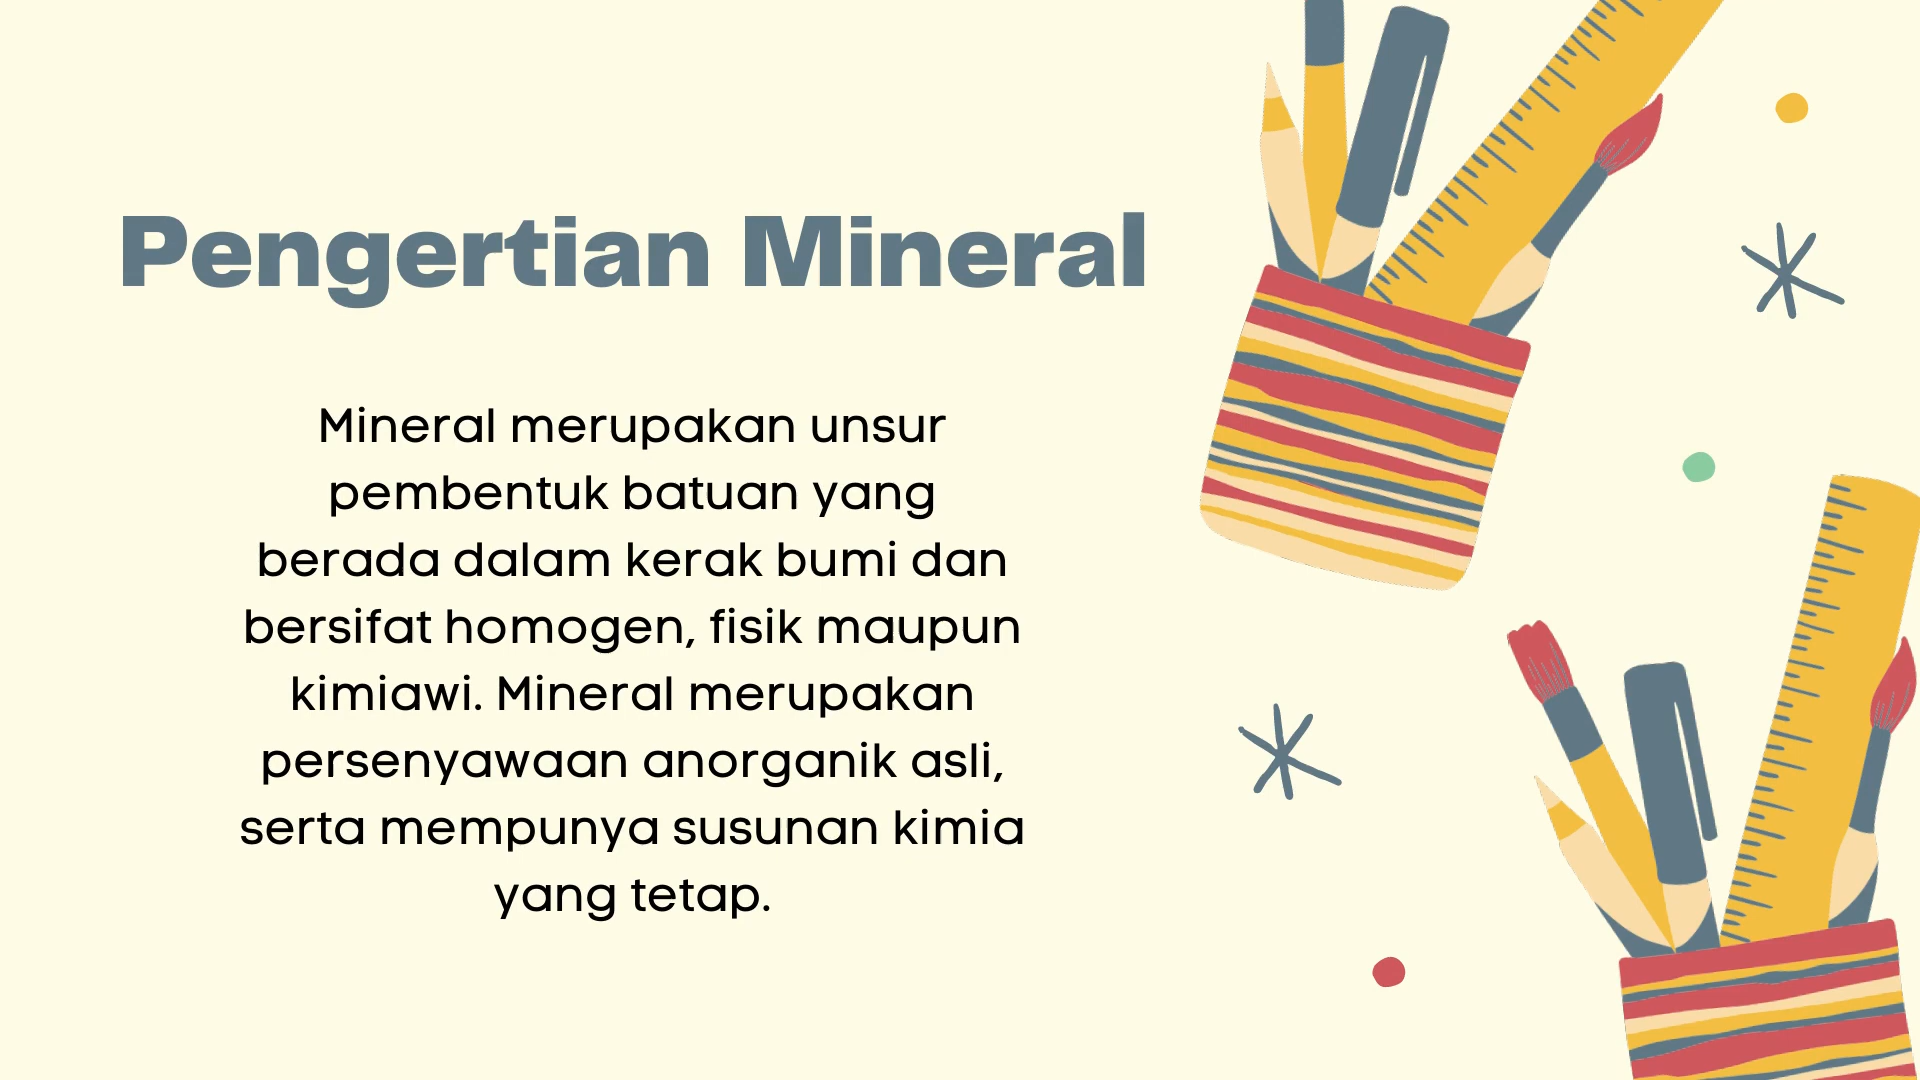 Pengertian Mineral
Mineral merupakan unsur
pembentuk batuan yang
berada dalam kerak bumi dan
bersifat homogen, fisik maupun
kimiawi. Mineral merupakan
persenyawaan anorganik asli,
serta mempunya susunan kimia
yang tetap.